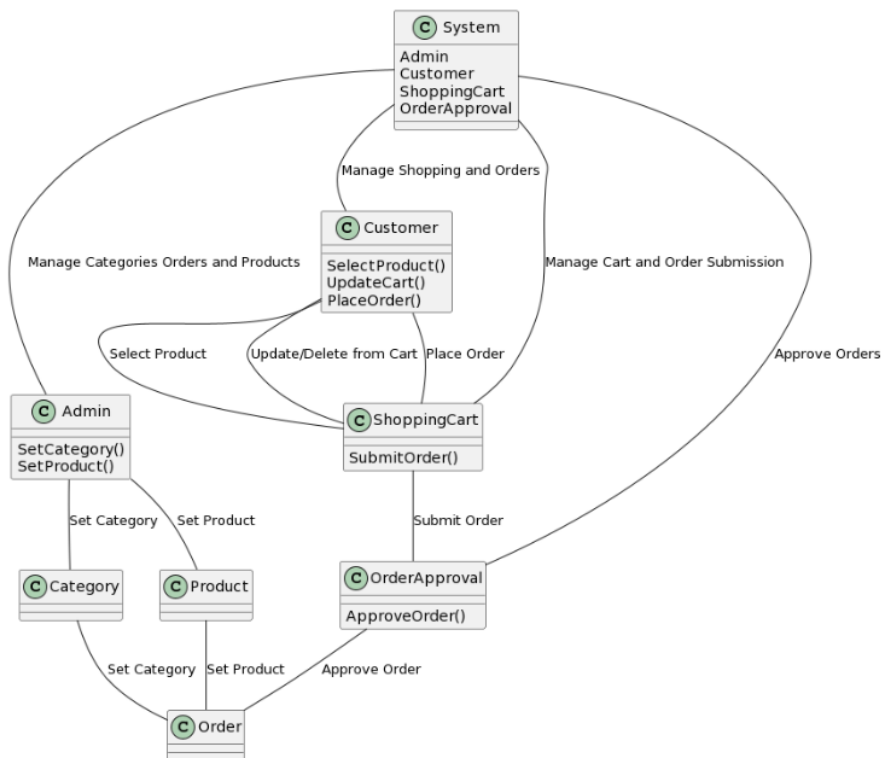 C System
Admin
Customer
ShoppingCart
OrderApproval
Manage Shopping and Orders
C Customer
SelectProduct()
UpdateCart()
PlaceOrder()
Manage Categories Orders and Products
Manage Cart and Order Submission
Select Product
Update/Delete from Cart
Place Order
Approve Orders
C Admin
SetCategory()
SetProduct()
C ShoppingCart
SubmitOrder()
Set Category
Set Product
Submit Order
C Category
C Product
C OrderApproval
ApproveOrder()
Set Category
Set Product
Approve Order
C Order